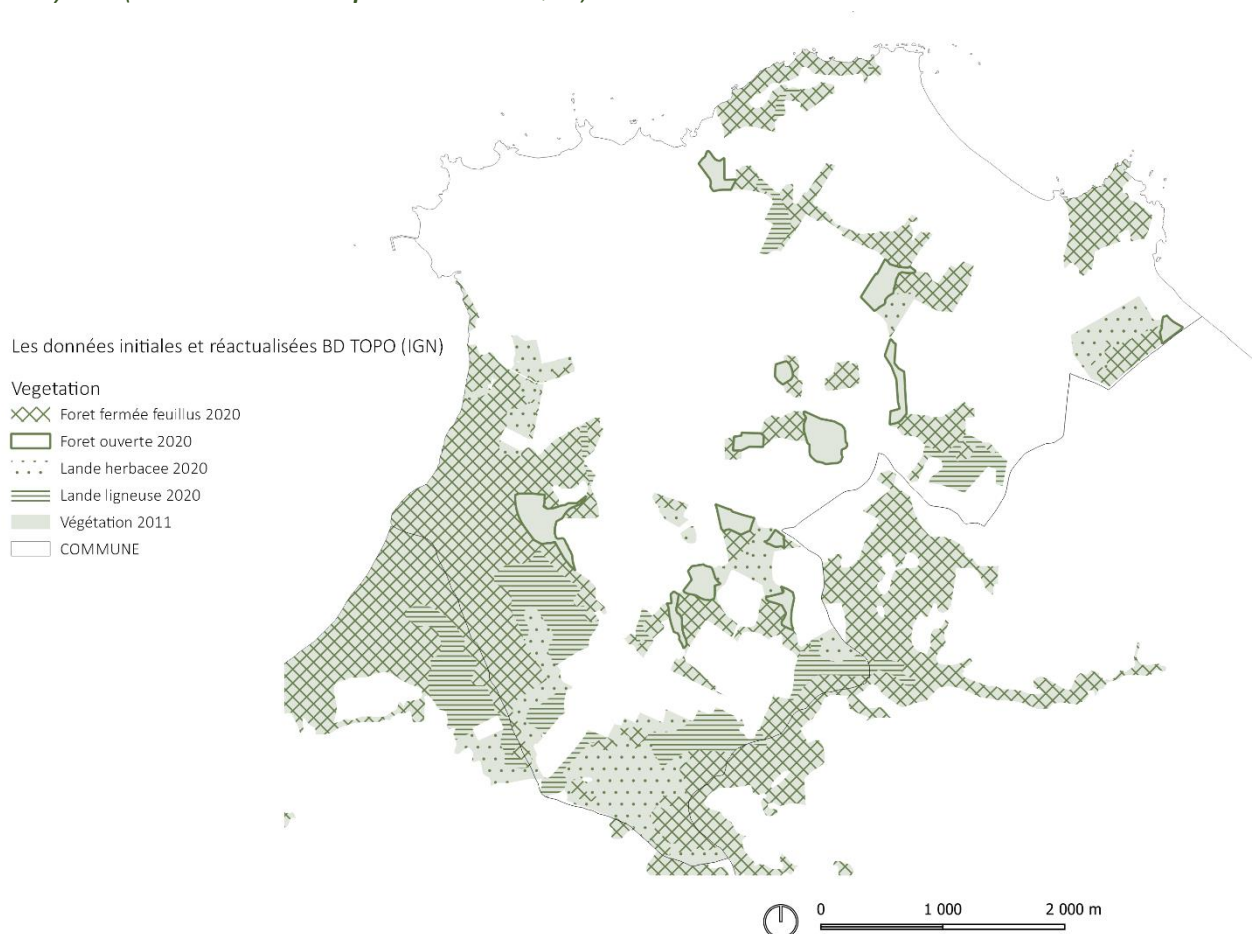 Les données initiales et réactualisées BD TOPO (IGN)
Vegetation
Foret fermée feuillus 2020
Foret ouverte 2020
Lande herbacee 2020
Lande ligneuse 2020
Végétation 2011
COMMUNE
0 1 000 2 000 m